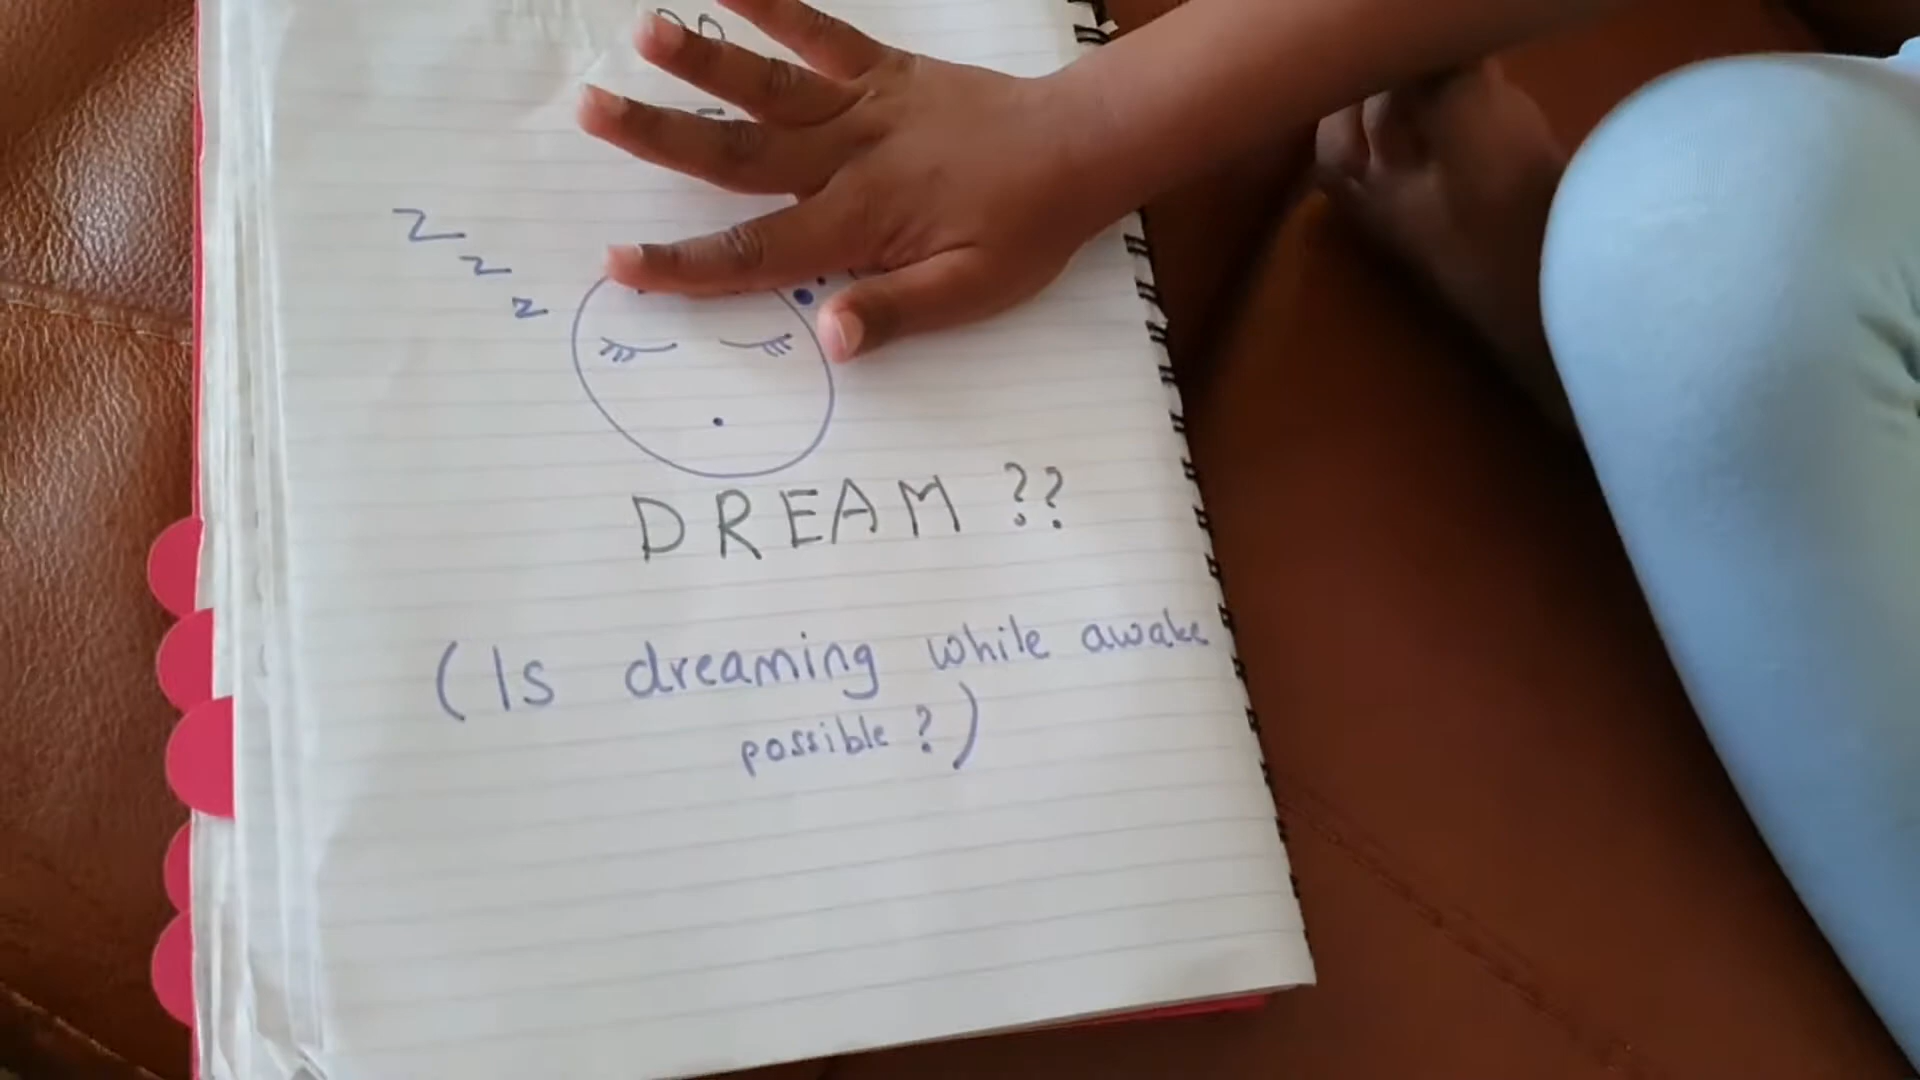 z
z
z
DREAM ??
(Is dreaming while awake
possible?)